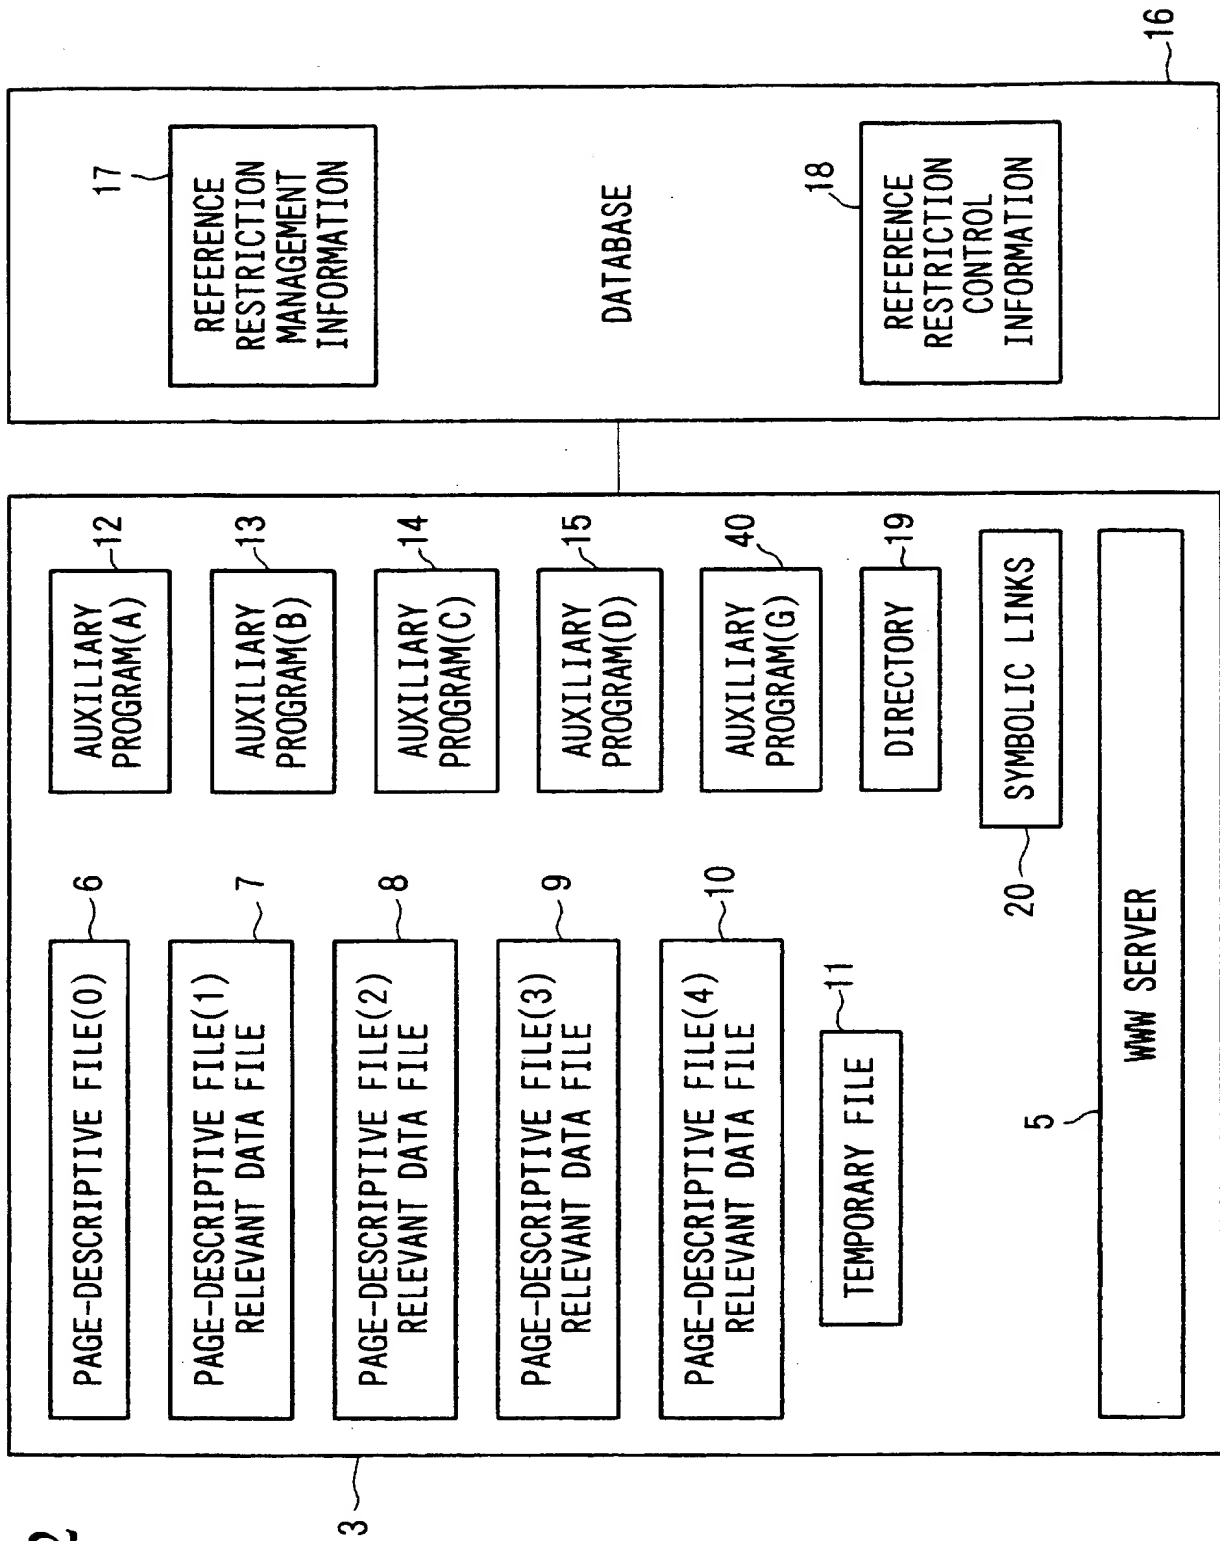 2
3
PAGE-DESCRIPTIVE FILE(0)
6
PAGE-DESCRIPTIVE FILE(1)
RELEVANT DATA FILE
7
PAGE-DESCRIPTIVE FILE(2)
RELEVANT DATA FILE
8
PAGE-DESCRIPTIVE FILE(3)
RELEVANT DATA FILE
9
PAGE-DESCRIPTIVE FILE(4)
RELEVANT DATA FILE
10
TEMPORARY FILE
11
AUXILIARY
PROGRAM(A)
12
AUXILIARY
PROGRAM(B)
13
AUXILIARY
PROGRAM(C)
14
AUXILIARY
PROGRAM(D)
15
AUXILIARY
PROGRAM(G)
40
DIRECTORY
19
SYMBOLIC LINKS
20
WWW SERVER
5
REFERENCE
RESTRICTION
MANAGEMENT
INFORMATION
17
DATABASE
REFERENCE
RESTRICTION
CONTROL
INFORMATION
18
16